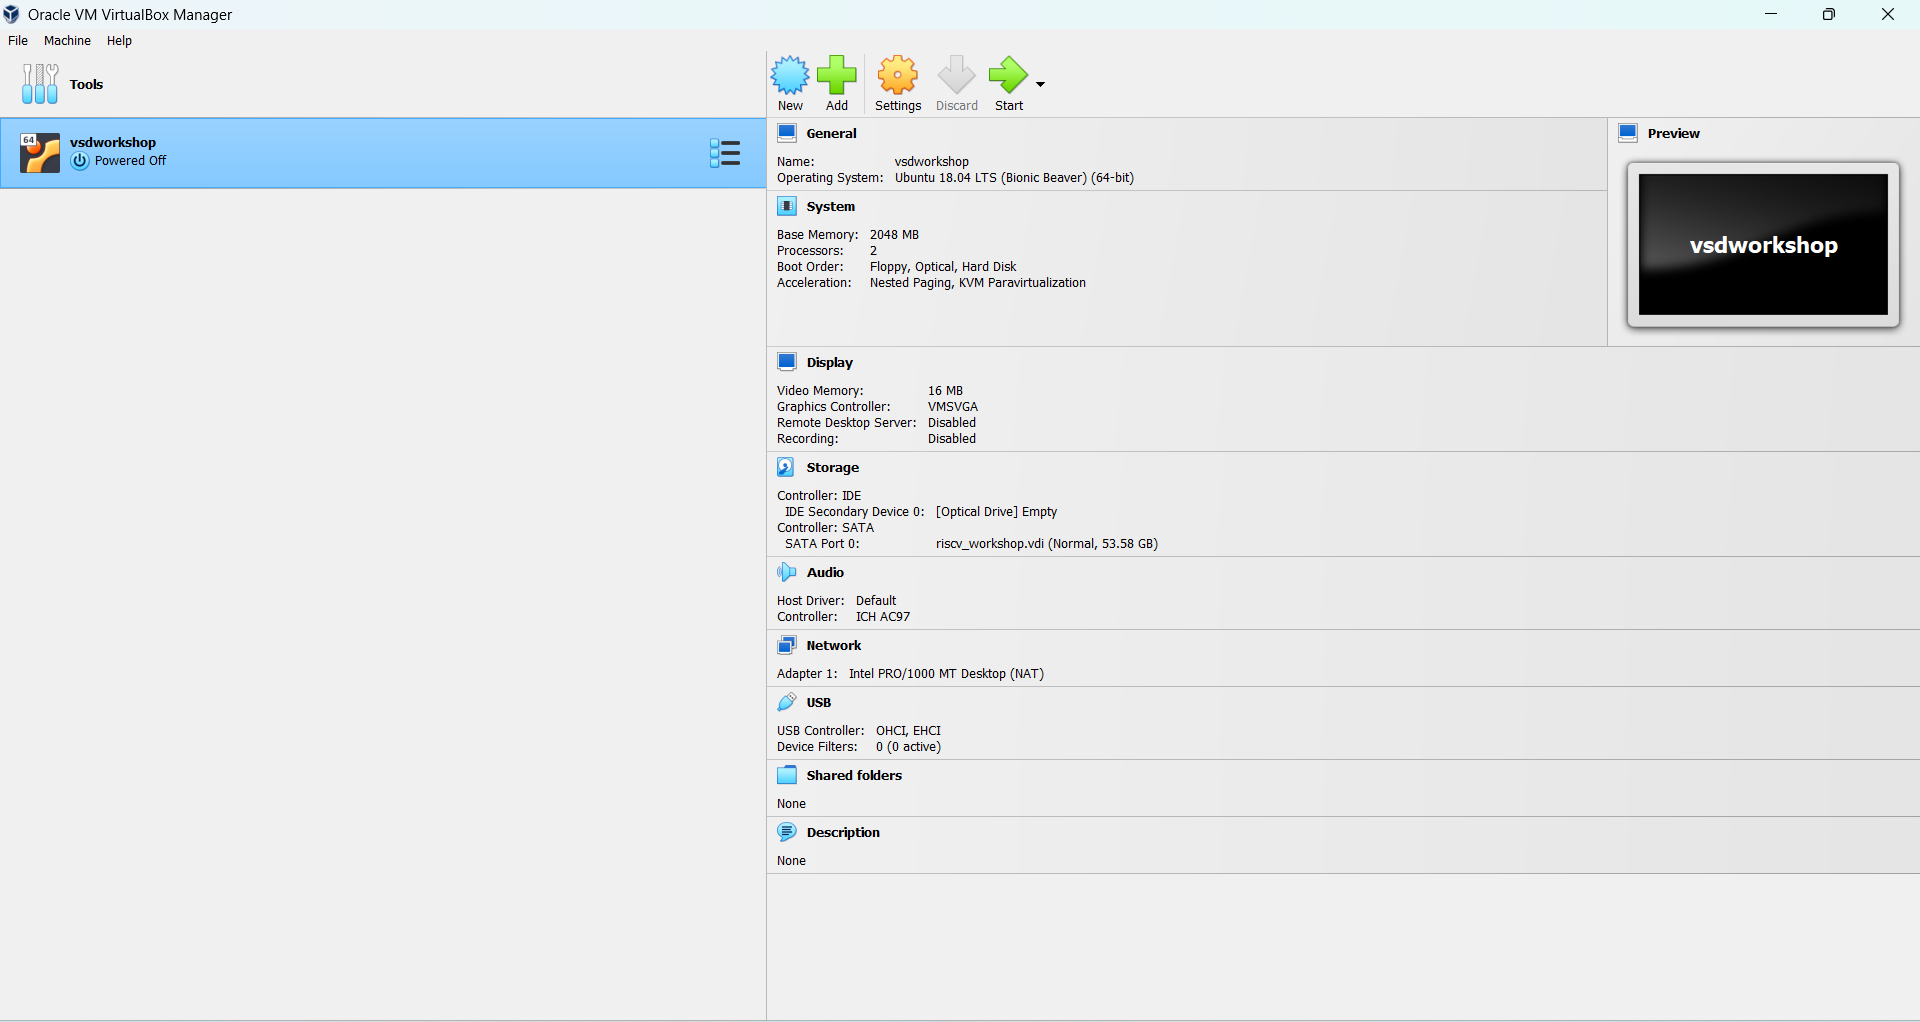 Oracle VM VirtualBox Manager
File Machine Help
Tools
New Add Settings Discard Start
64
vsdworkshop
Powered Off
General
Name: vsdworkshop
Operating System: Ubuntu 18.04 LTS (Bionic Beaver) (64-bit)
Preview
vsdworkshop
System
Base Memory: 2048 MB
Processors: 2
Boot Order: Floppy, Optical, Hard Disk
Acceleration: Nested Paging, KVM Paravirtualization
Display
Video Memory: 16 MB
Graphics Controller: VMSVGA
Remote Desktop Server: Disabled
Recording: Disabled
Storage
Controller: IDE
IDE Secondary Device 0: [Optical Drive] Empty
Controller: SATA
SATA Port 0: riscv_workshop.vdi (Normal, 53.58 GB)
Audio
Host Driver: Default
Controller: ICH AC97
Network
Adapter 1: Intel PRO/1000 MT Desktop (NAT)
USB
USB Controller: OHCI, EHCI
Device Filters: 0 (0 active)
Shared folders
None
Description
None